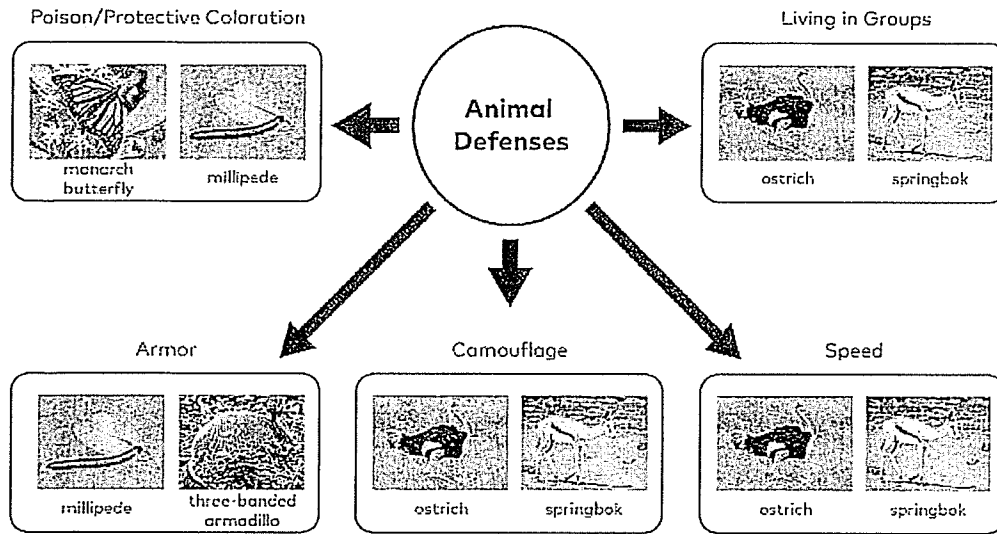 Poison/Protective Coloration
monarch
butterfly
millipede
Animal
Defenses
Living in Groups
ostrich
springbok
Armor
millipede
three-banded
armadillo
Camouflage
ostrich
springbok
Speed
ostrich
springbok